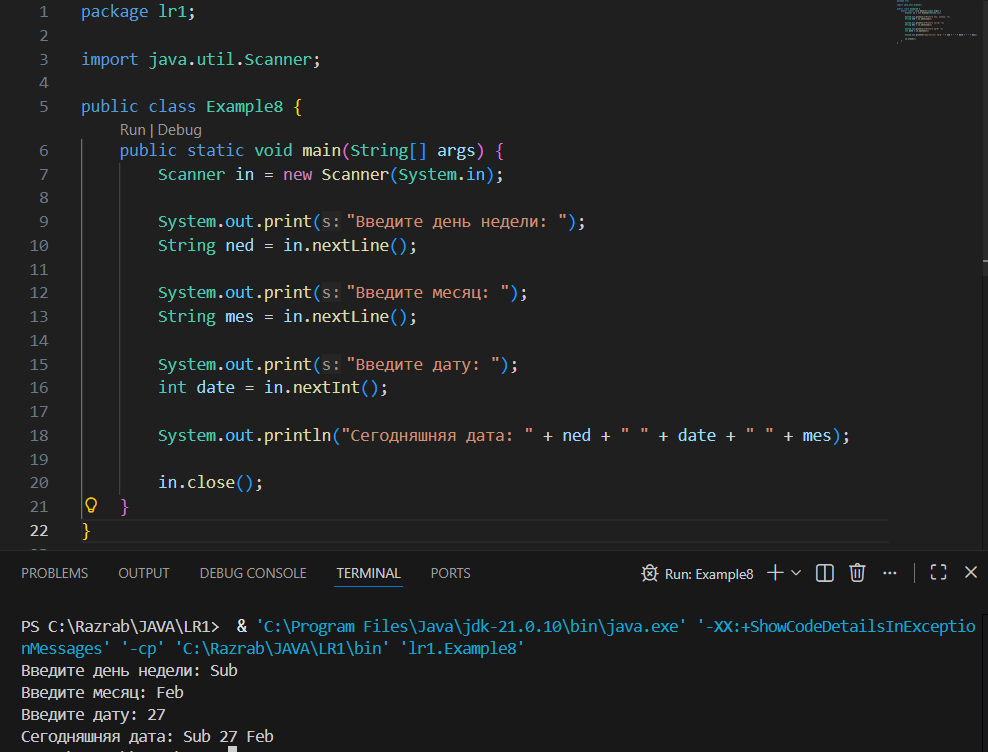 1 package lr1;
2
3 import java.util.Scanner;
4
5 public class Example8 {
Run | Debug
6 public static void main(String[] args) {
7 Scanner in = new Scanner(System.in);
8
9 System.out.print(s: "Введите день недели: ");
10 String ned = in.nextLine();
11
12 System.out.print(s: "Введите месяц: ");
13 String mes = in.nextLine();
14
15 System.out.print(s: "Введите дату: ");
16 int date = in.nextInt();
17
18 System.out.println("Сегодняшняя дата: " + ned + " " + date + " " + mes);
19
20 in.close();
21 }
22 }
PROBLEMS OUTPUT DEBUG CONSOLE TERMINAL PORTS Run: Example8
PS C:\Razrab\JAVA\LR1> & 'C:\Program Files\Java\jdk-21.0.10\bin\java.exe' '-XX:+ShowCodeDetailsInExceptio
nMessages' '-cp' 'C:\Razrab\JAVA\LR1\bin' 'lr1.Example8'
Введите день недели: Sub
Введите месяц: Feb
Введите дату: 27
Сегодняшняя дата: Sub 27 Feb